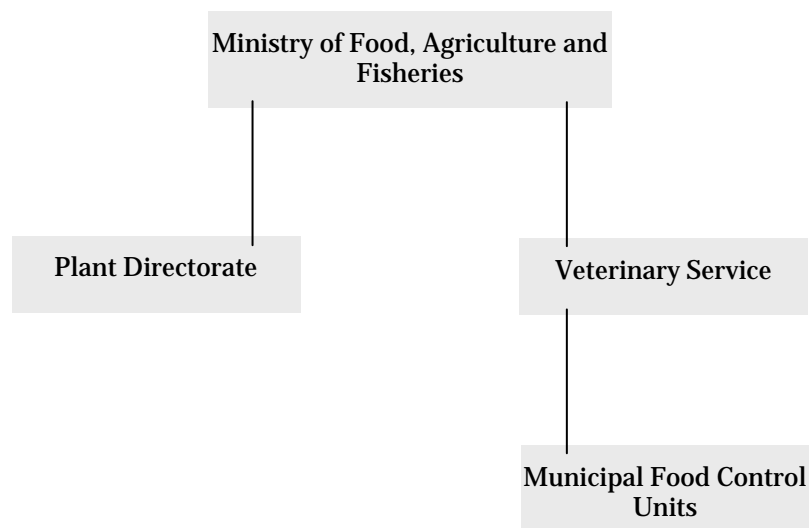 Ministry of Food, Agriculture and
Fisheries
Plant Directorate
Veterinary Service
Municipal Food Control
Units